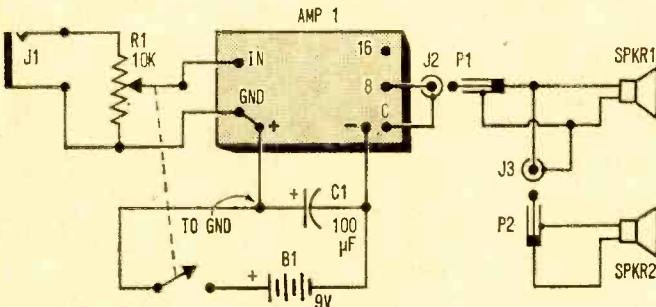 AMP 1
J1
R1
10K
IN
GND
+
-
16
8
C
J2
P1
SPKR1
J3
P2
SPKR2
TO GND
+
C1
100
µF
+
B1
9V